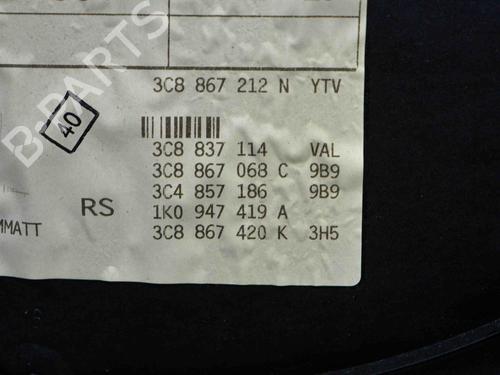 3C8 867 212 N YTV
40
3C8 837 114 VAL
3C8 867 068 C 9B9
3C4 857 186 9B9
RS
1K0 947 419 A
MMATT
3C8 867 420 K 3H5
B-PARTS